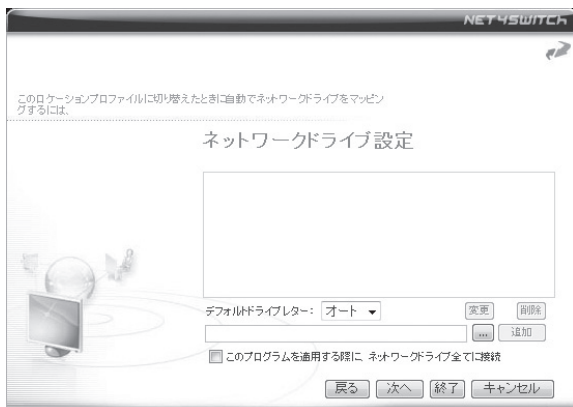 NET4SWITCH
このロケーションプロファイルに切り替えたときに自動でネットワークドライブをマッピン
グするには、
ネットワークドライブ設定
デフォルトドライブレター： オート
変更 削除
... 追加
このプログラムを適用する際に、ネットワークドライブ全てに接続
戻る 次へ 終了 キャンセル